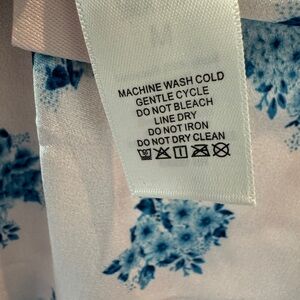 MACHINE WASH COLD
GENTLE CYCLE
DO NOT BLEACH
LINE DRY
DO NOT IRON
DO NOT DRY CLEAN